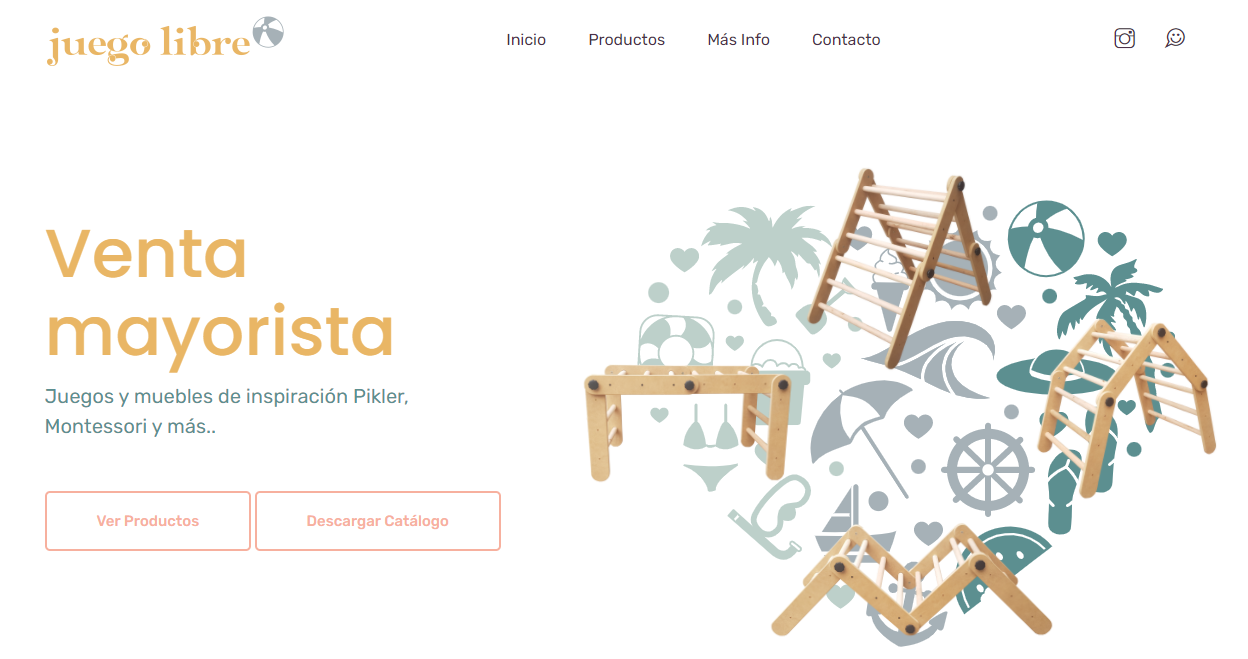 juego libre
Inicio Productos Más Info Contacto
Venta
mayorista
Juegos y muebles de inspiración Pikler,
Montessori y más..
Ver Productos Descargar Catálogo